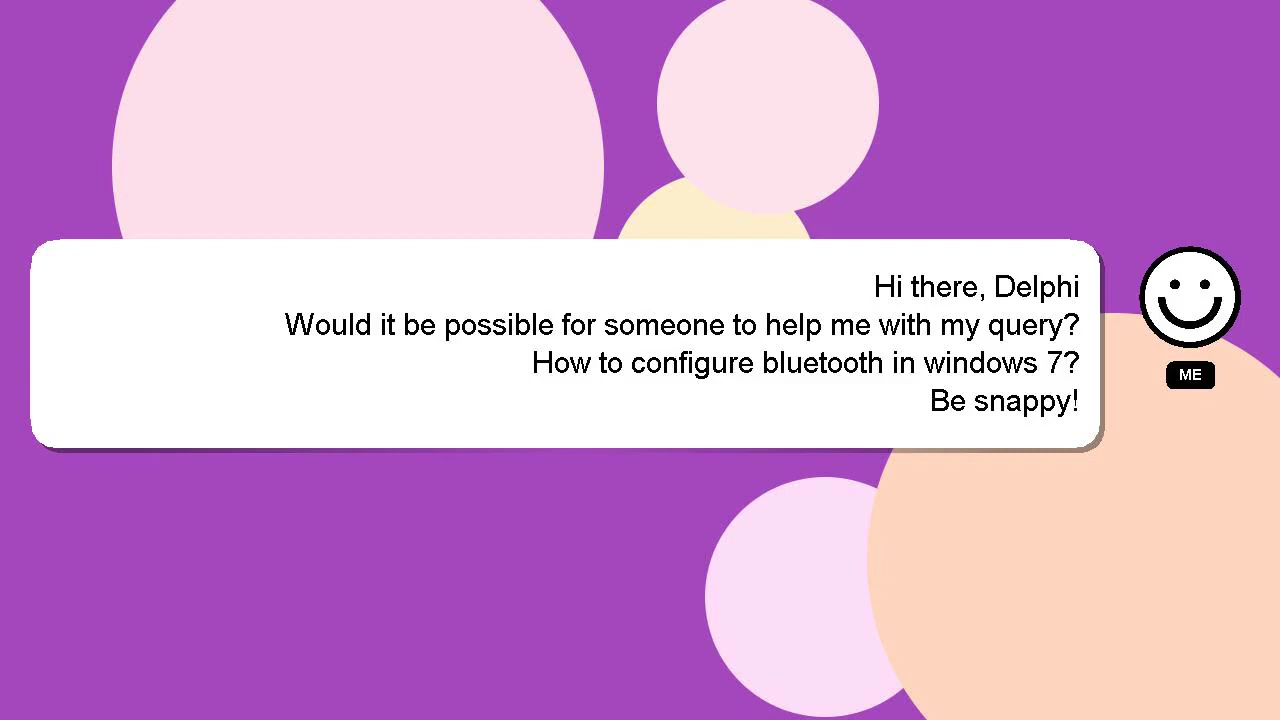 Hi there, Delphi
Would it be possible for someone to help me with my query?
How to configure bluetooth in windows 7?
Be snappy!
ME